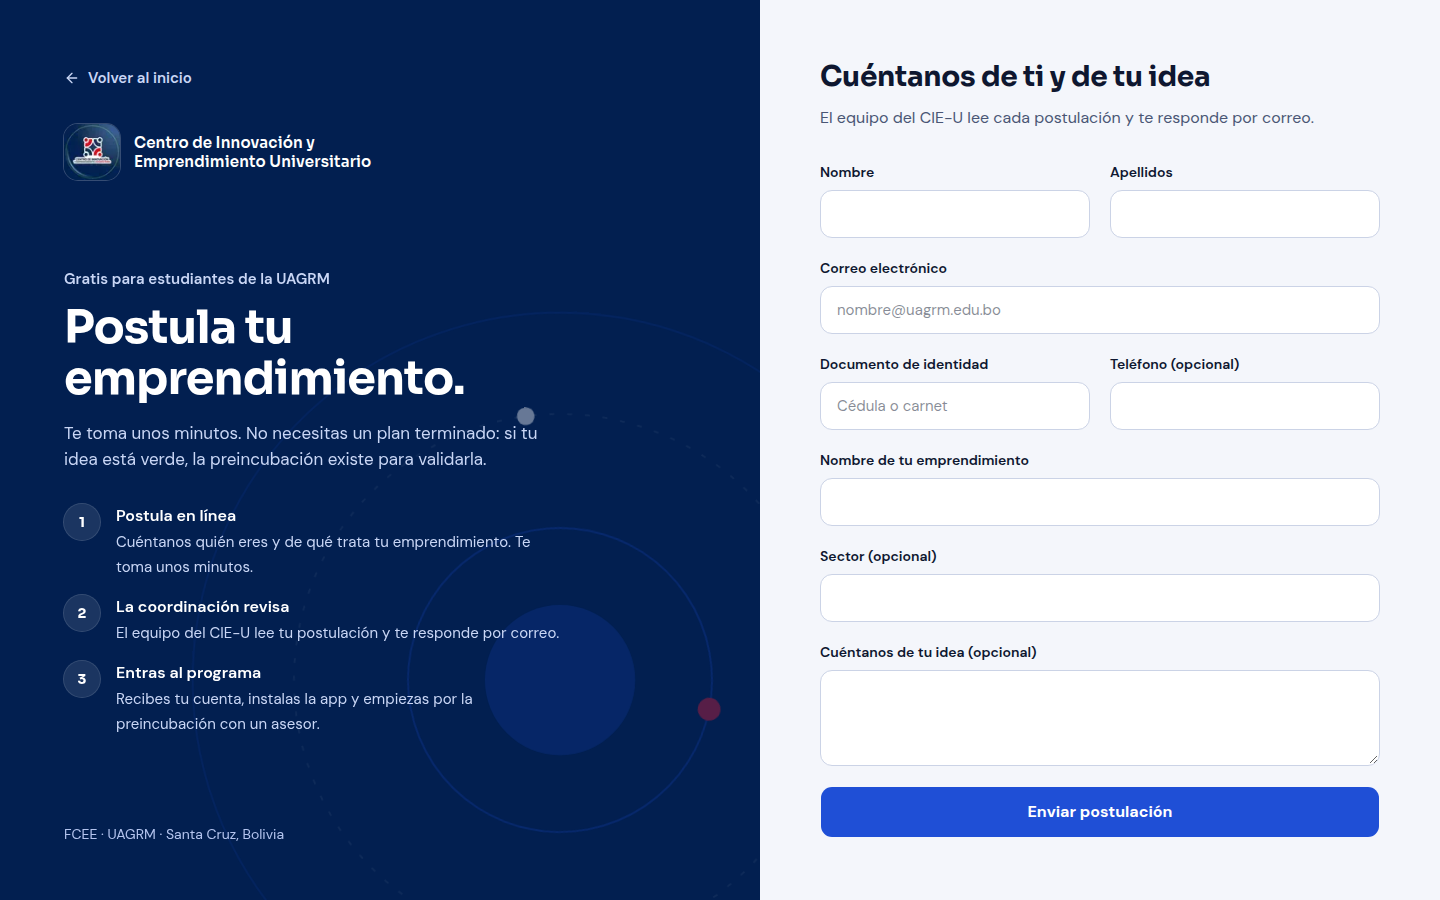 Volver al inicio
Centro de Innovación y
Emprendimiento Universitario
Gratis para estudiantes de la UAGRM
Postula tu
emprendimiento.
Te toma unos minutos. No necesitas un plan terminado: si tu
idea está verde, la preincubación existe para validarla.
1
Postula en línea
Cuéntanos quién eres y de qué trata tu emprendimiento. Te
toma unos minutos.
2
La coordinación revisa
El equipo del CIE-U lee tu postulación y te responde por correo.
3
Entras al programa
Recibes tu cuenta, instalas la app y empiezas por la
preincubación con un asesor.
FCEE · UAGRM · Santa Cruz, Bolivia
Cuéntanos de ti y de tu idea
El equipo del CIE-U lee cada postulación y te responde por correo.
Nombre
Apellidos
Correo electrónico
nombre@uagrm.edu.bo
Documento de identidad
Teléfono (opcional)
Cédula o carnet
Nombre de tu emprendimiento
Sector (opcional)
Cuéntanos de tu idea (opcional)
Enviar postulación